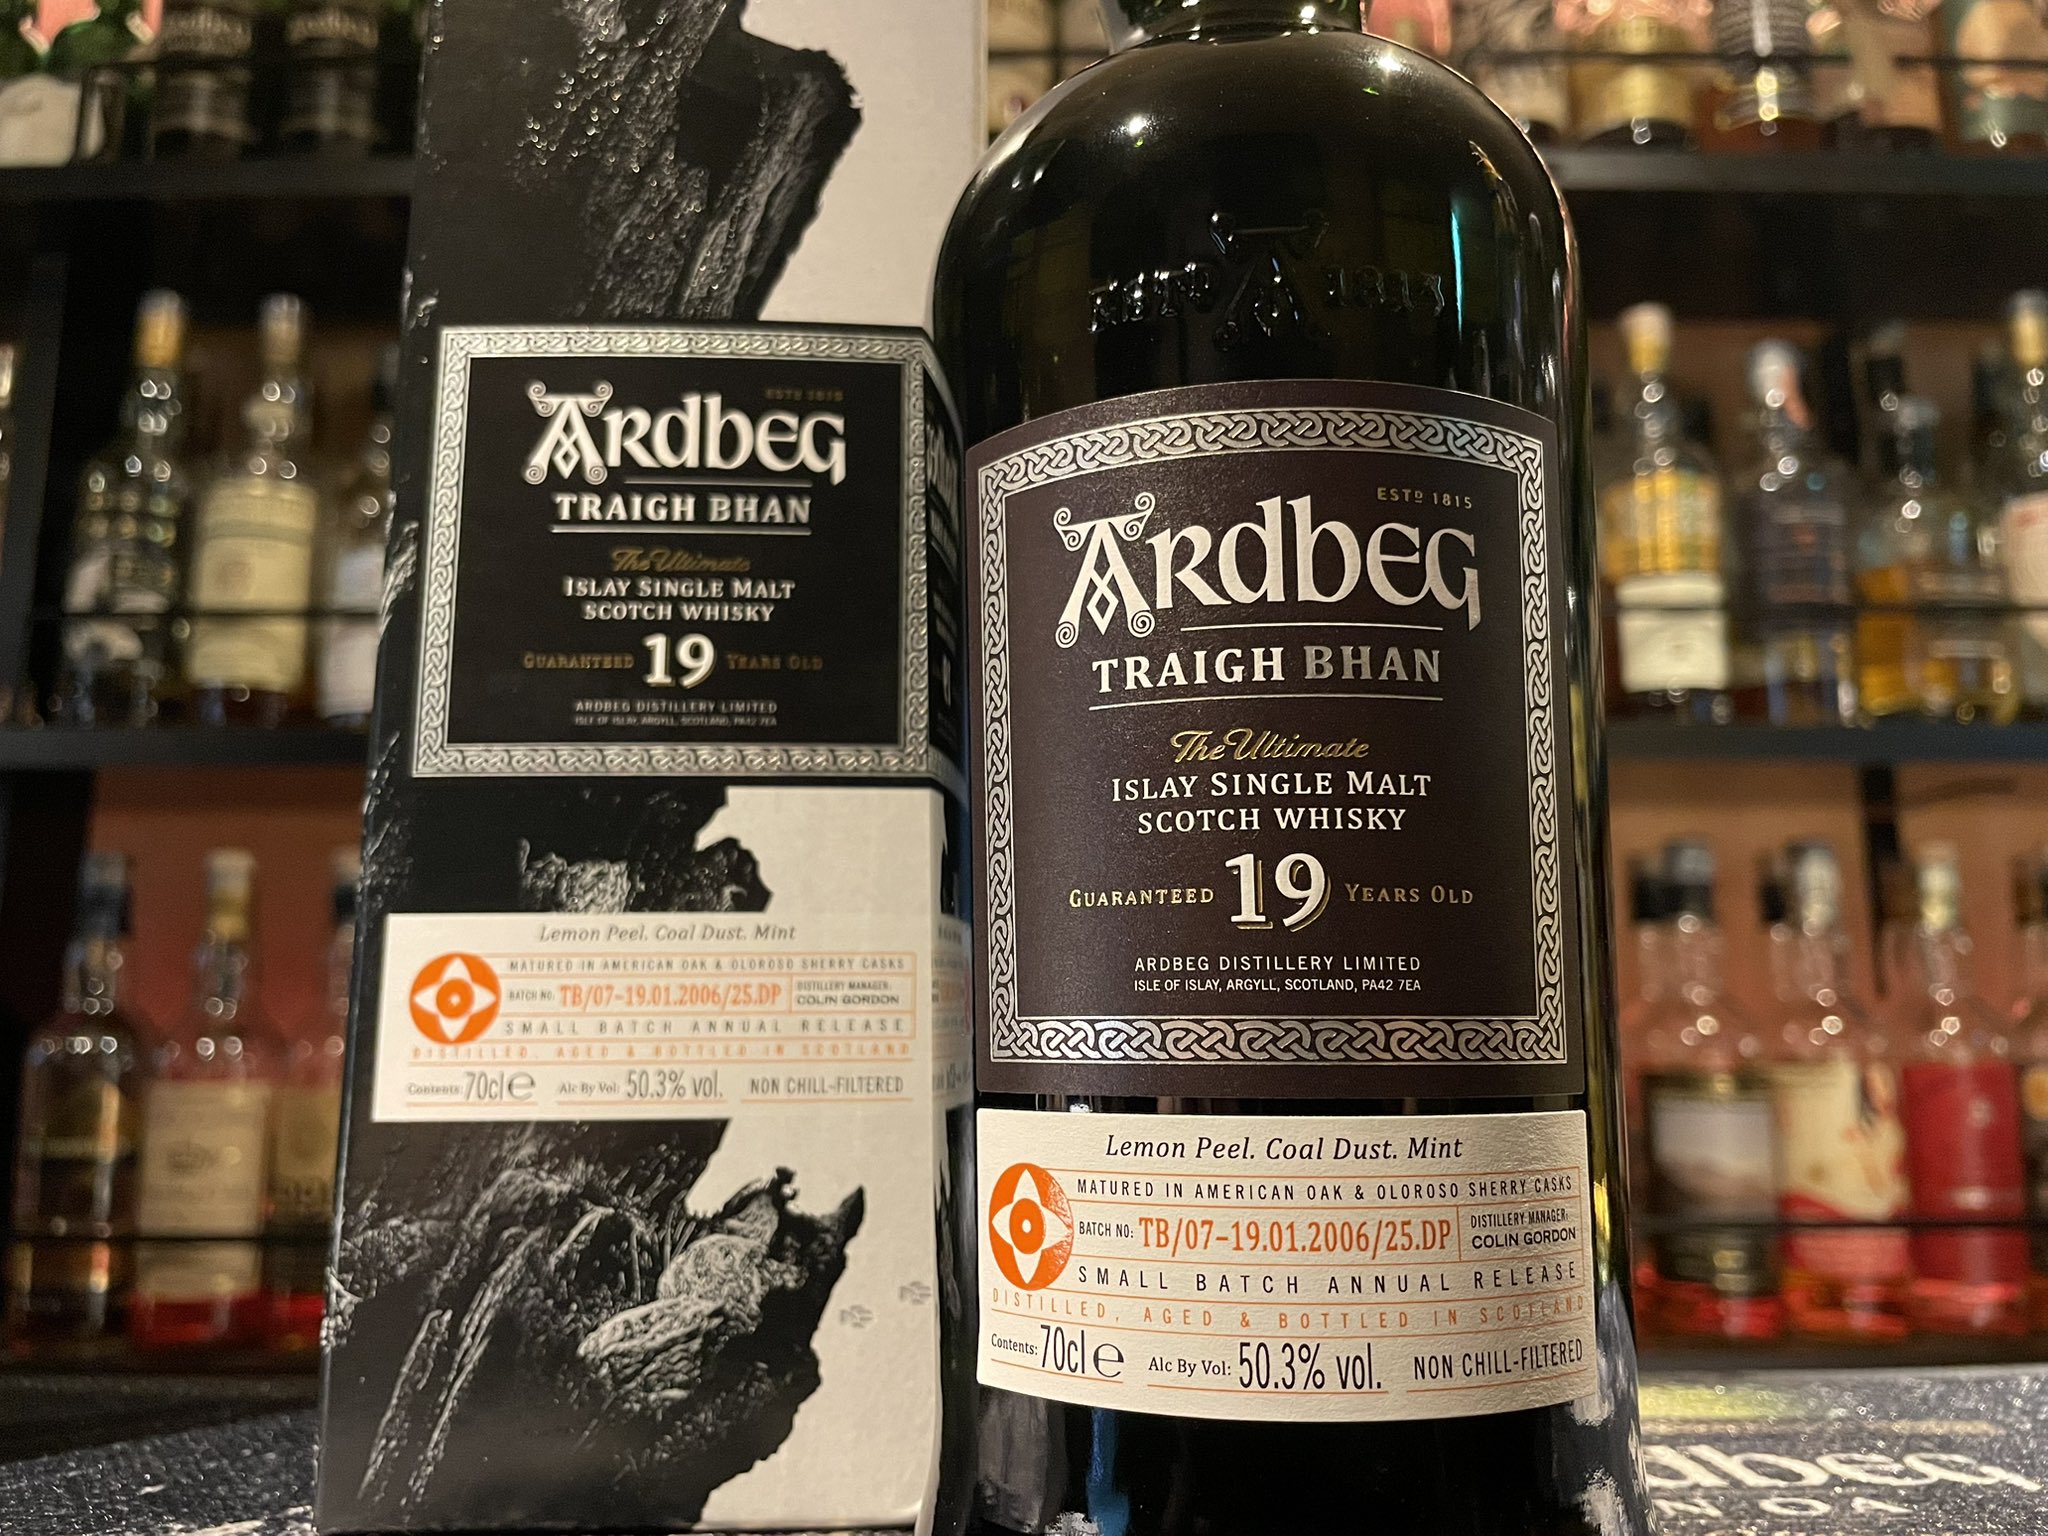 ESTD 1815
ARDBEG
TRAIGH BHAN
The Ultimate
ISLAY SINGLE MALT
SCOTCH WHISKY
GUARANTEED 19 YEARS OLD
ARDBEG DISTILLERY LIMITED
ISLE OF ISLAY, ARGYLL, SCOTLAND, PA42 7EA
Lemon Peel. Coal Dust. Mint
MATURED IN AMERICAN OAK & OLOROSO SHERRY CASKS
BATCH NO: TB/07-19.01.2006/25.DP DISTILLERY MANAGER: COLIN GORDON
SMALL BATCH ANNUAL RELEASE
DISTILLED, AGED & BOTTLED IN SCOTLAND
Contents: 70cl e Alc By Vol: 50.3% vol. NON CHILL-FILTERED
ESTD 1815
ESTD 1815
ARDBEG
TRAIGH BHAN
The Ultimate
ISLAY SINGLE MALT
SCOTCH WHISKY
GUARANTEED 19 YEARS OLD
ARDBEG DISTILLERY LIMITED
ISLE OF ISLAY, ARGYLL, SCOTLAND, PA42 7EA
Lemon Peel. Coal Dust. Mint
MATURED IN AMERICAN OAK & OLOROSO SHERRY CASKS
BATCH NO: TB/07-19.01.2006/25.DP DISTILLERY MANAGER: COLIN GORDON
SMALL BATCH ANNUAL RELEASE
DISTILLED, AGED & BOTTLED IN SCOTLAND
Contents: 70cl e Alc By Vol: 50.3% vol. NON CHILL-FILTERED